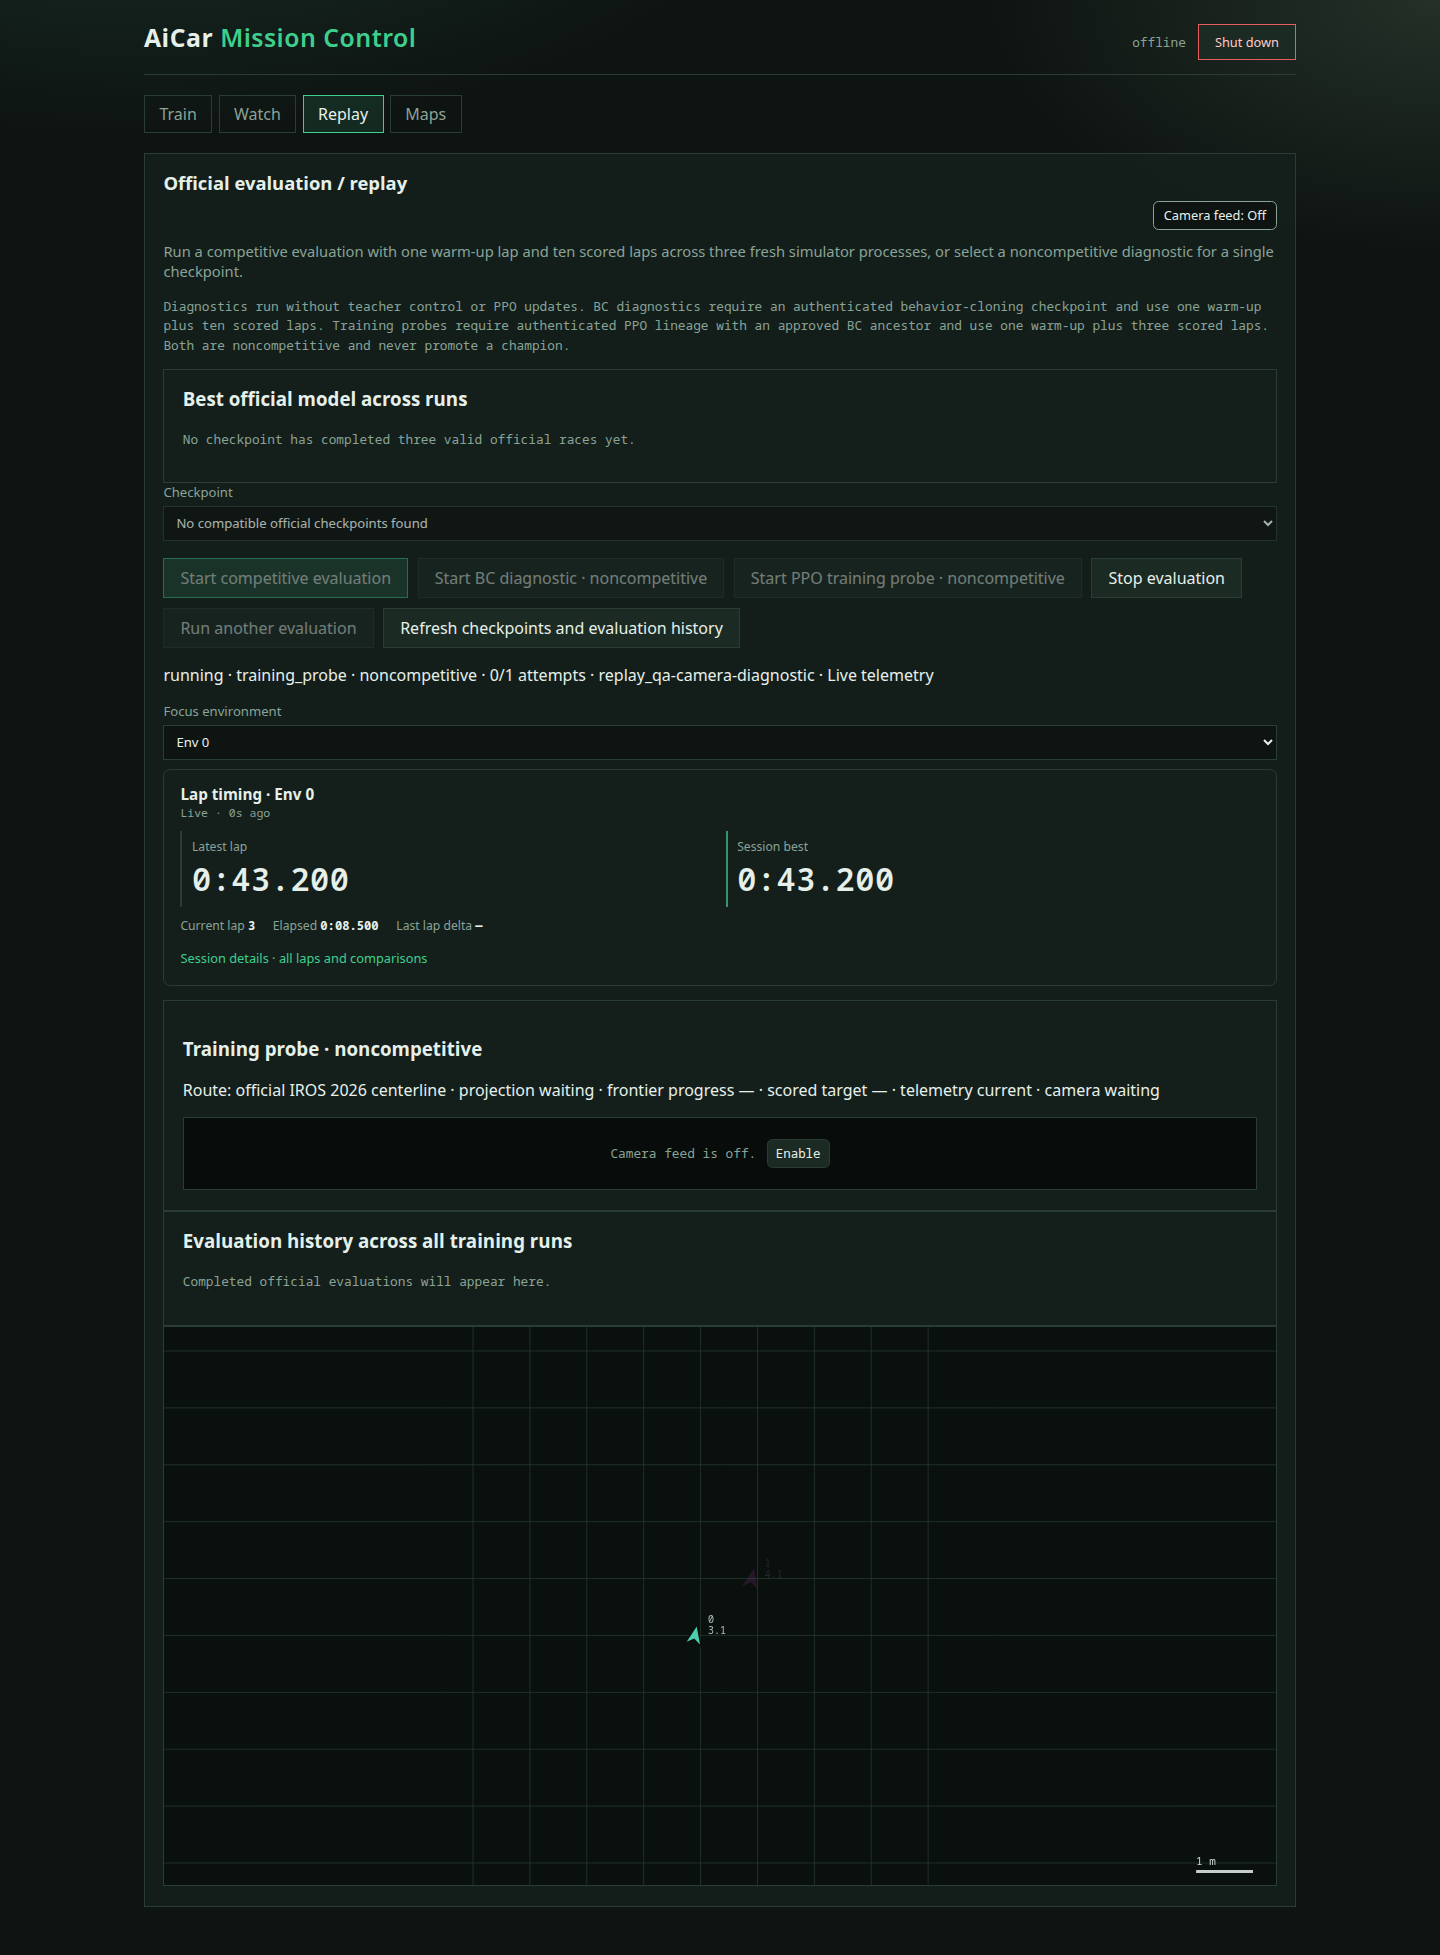 AiCar Mission Control
offline
Shut down
Train
Watch
Replay
Maps
Official evaluation / replay
Camera feed: Off
Run a competitive evaluation with one warm-up lap and ten scored laps across three fresh simulator processes, or select a noncompetitive diagnostic for a single
checkpoint.
Diagnostics run without teacher control or PPO updates. BC diagnostics require an authenticated behavior-cloning checkpoint and use one warm-up
plus ten scored laps. Training probes require authenticated PPO lineage with an approved BC ancestor and use one warm-up plus three scored laps.
Both are noncompetitive and never promote a champion.
Best official model across runs
No checkpoint has completed three valid official races yet.
Checkpoint
No compatible official checkpoints found
Start competitive evaluation
Start BC diagnostic · noncompetitive
Start PPO training probe · noncompetitive
Stop evaluation
Run another evaluation
Refresh checkpoints and evaluation history
running · training_probe · noncompetitive · 0/1 attempts · replay_qa-camera-diagnostic · Live telemetry
Focus environment
Env 0
Lap timing · Env 0
Live · 0s ago
Latest lap
0:43.200
Session best
0:43.200
Current lap 3
Elapsed 0:08.500
Last lap delta —
Session details · all laps and comparisons
Training probe · noncompetitive
Route: official IROS 2026 centerline · projection waiting · frontier progress — · scored target — · telemetry current · camera waiting
Camera feed is off.
Enable
Evaluation history across all training runs
Completed official evaluations will appear here.
1
4.1
0
3.1
1 m